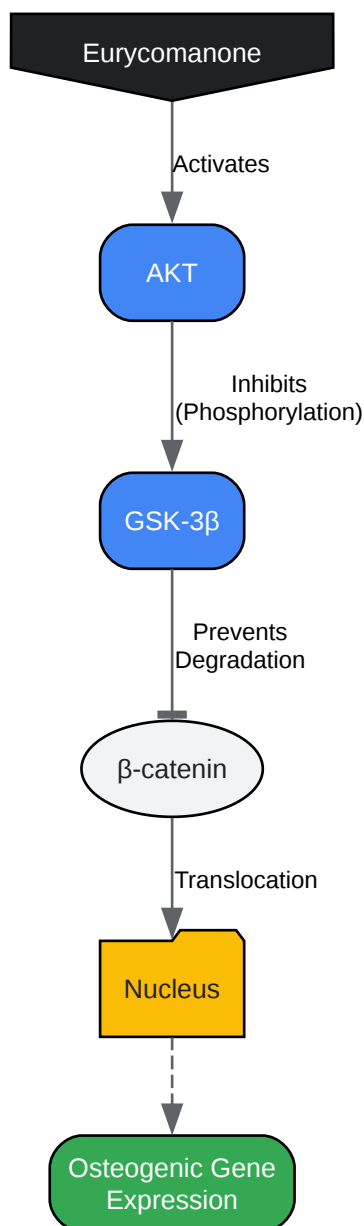 Eurycomanone
Activates
AKT
Inhibits
(Phosphorylation)
GSK-3β
Prevents
Degradation
β-catenin
Translocation
Nucleus
Osteogenic Gene
Expression